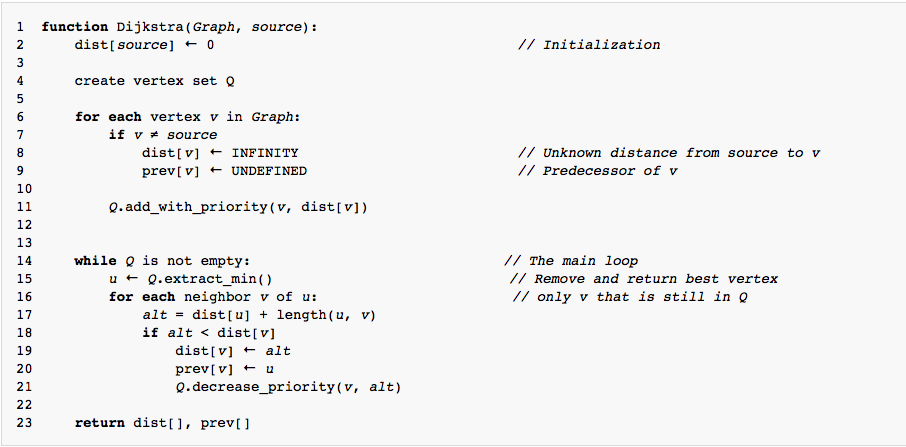 1 function Dijkstra(Graph, source):
2 dist[source] ← 0 // Initialization
3
4 create vertex set Q
5
6 for each vertex v in Graph:
7 if v ≠ source
8 dist[v] ← INFINITY // Unknown distance from source to v
9 prev[v] ← UNDEFINED // Predecessor of v
10
11 Q.add_with_priority(v, dist[v])
12
13
14 while Q is not empty: // The main loop
15 u ← Q.extract_min() // Remove and return best vertex
16 for each neighbor v of u: // only v that is still in Q
17 alt = dist[u] + length(u, v)
18 if alt < dist[v]
19 dist[v] ← alt
20 prev[v] ← u
21 Q.decrease_priority(v, alt)
22
23 return dist[], prev[]